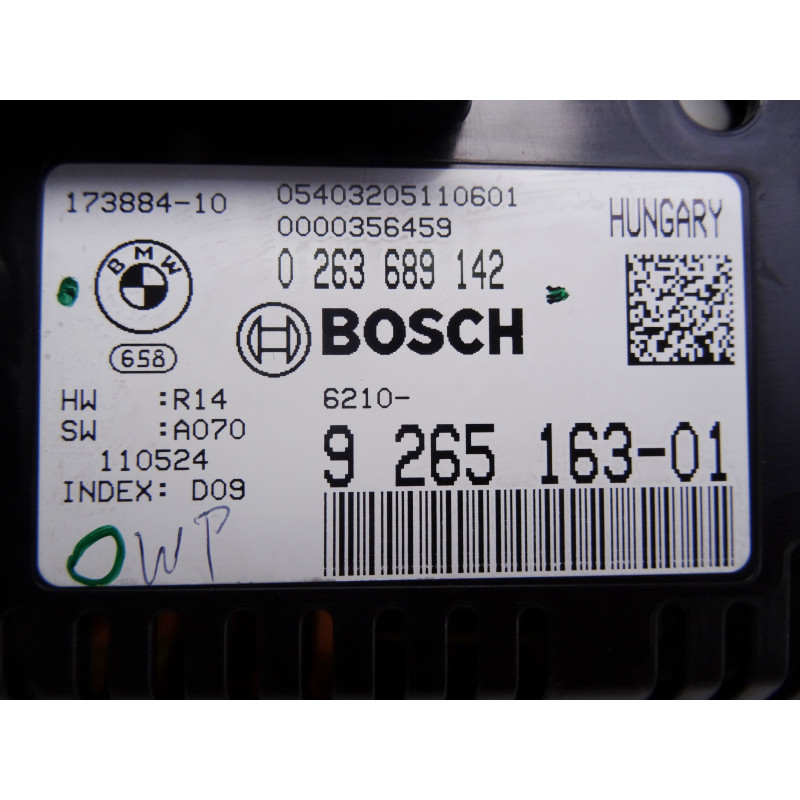 173884-10
05403205110601
0000356459
HUNGARY
0 263 689 142
BMW
658
BOSCH
HW :R14
SW :A070
110524
INDEX: D09
6210-
9 265 163-01
OWP